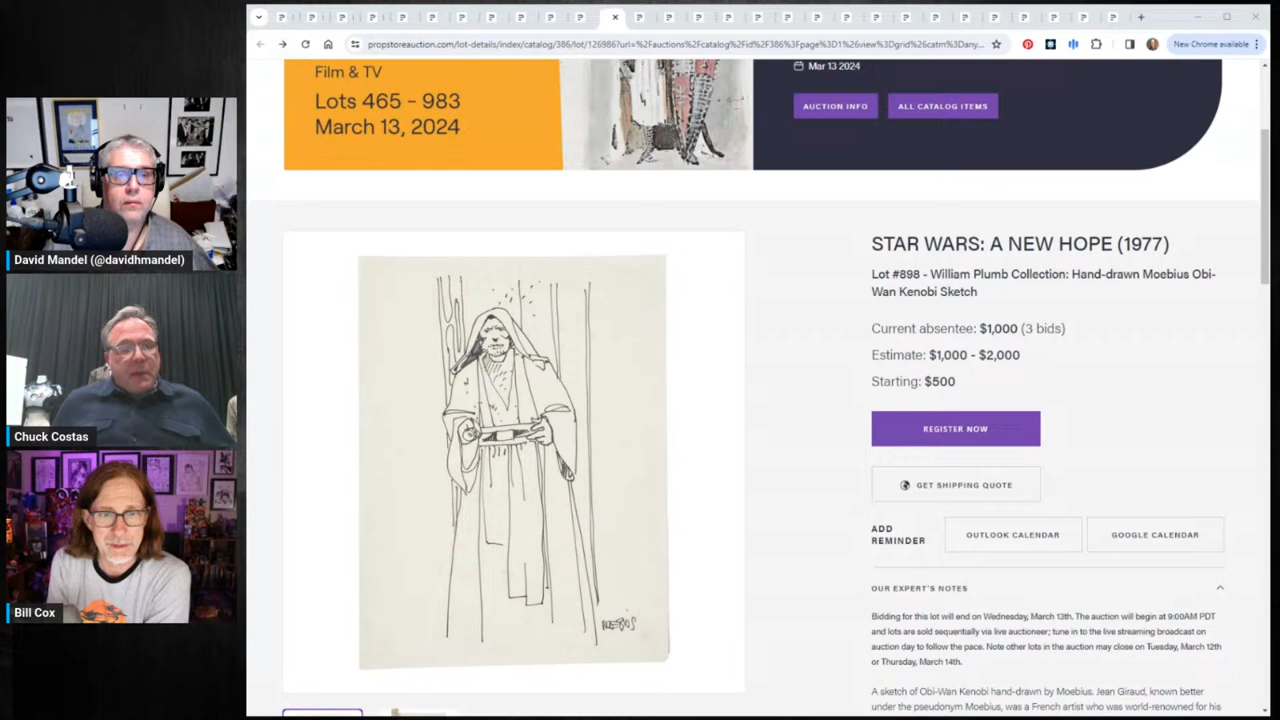 propstoreauction.com/lot-details/index/catalog/386/lot/126986?url=%2Fauctions%2Fcatalog%2Fid%2F386%3Fpage%3D1%26view%3Dgrid%26catm%3Dany...
New Chrome available
Film & TV
Lots 465 - 983
March 13, 2024
Mar 13 2024
AUCTION INFO
ALL CATALOG ITEMS
David Mandel (@davidhmandel)
Chuck Costas
Bill Cox
MOEBIUS
STAR WARS: A NEW HOPE (1977)
Lot #898 - William Plumb Collection: Hand-drawn Moebius Obi-
Wan Kenobi Sketch
Current absentee: $1,000 (3 bids)
Estimate: $1,000 - $2,000
Starting: $500
REGISTER NOW
GET SHIPPING QUOTE
ADD
REMINDER
OUTLOOK CALENDAR
GOOGLE CALENDAR
OUR EXPERT'S NOTES
Bidding for this lot will end on Wednesday, March 13th. The auction will begin at 9:00AM PDT
and lots are sold sequentially via live auctioneer; tune in to the live streaming broadcast on
auction day to follow the pace. Note other lots in the auction may close on Tuesday, March 12th
or Thursday, March 14th.
A sketch of Obi-Wan Kenobi hand-drawn by Moebius. Jean Giraud, known better
under the pseudonym Moebius, was a French artist who was world-renowned for his